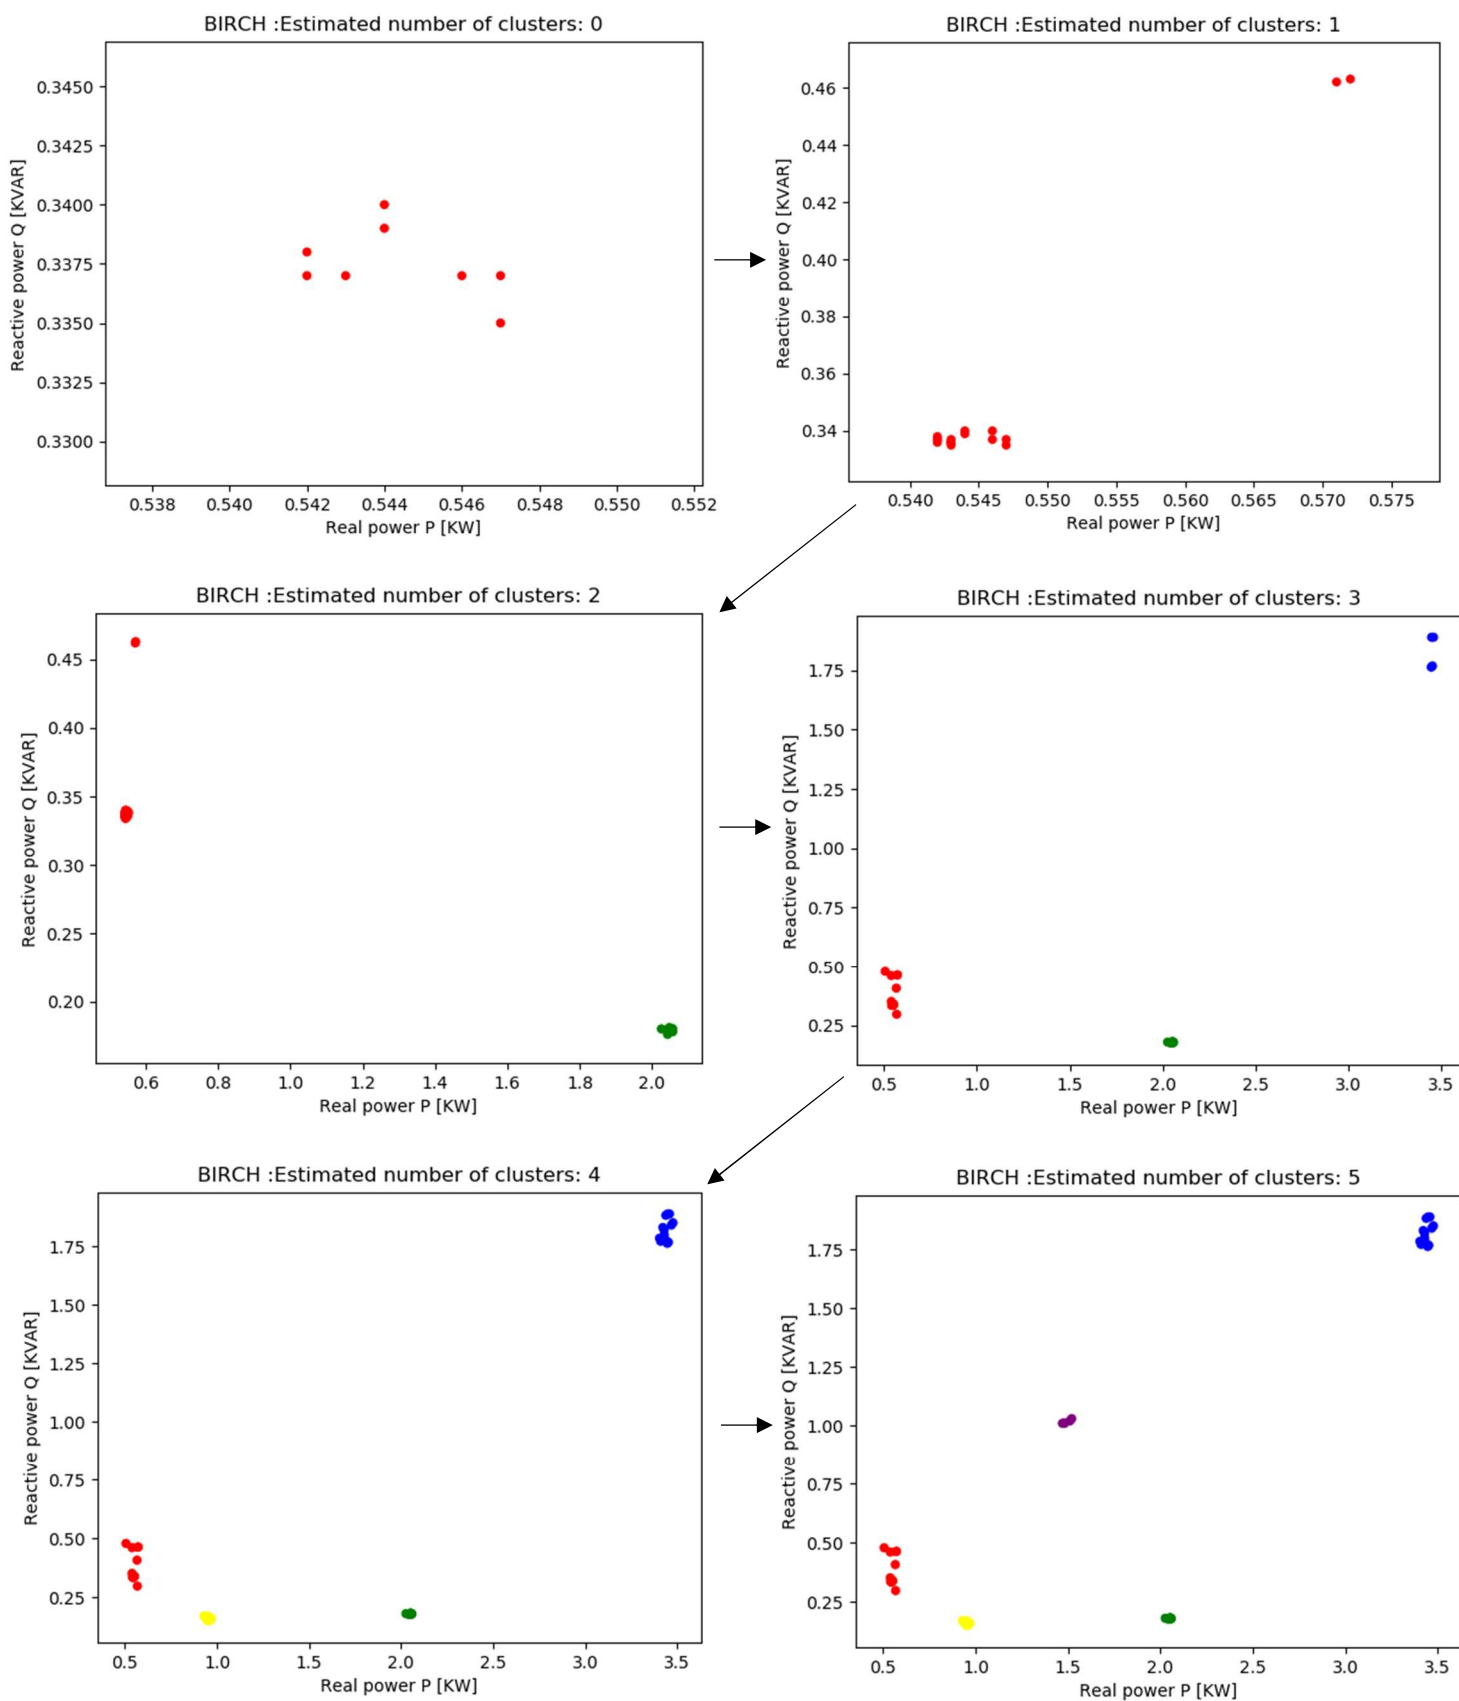 BIRCH :Estimated number of clusters: 0
0.3450
0.3425
0.3400
0.3375
0.3350
0.3325
0.3300
Reactive power Q [KVAR]
0.538 0.540 0.542 0.544 0.546 0.548 0.550 0.552
Real power P [KW]
BIRCH :Estimated number of clusters: 1
0.46
0.44
0.42
0.40
0.38
0.36
0.34
Reactive power Q [KVAR]
0.540 0.545 0.550 0.555 0.560 0.565 0.570 0.575
Real power P [KW]
BIRCH :Estimated number of clusters: 2
0.45
0.40
0.35
0.30
0.25
0.20
Reactive power Q [KVAR]
0.6 0.8 1.0 1.2 1.4 1.6 1.8 2.0
Real power P [KW]
BIRCH :Estimated number of clusters: 3
1.75
1.50
1.25
1.00
0.75
0.50
0.25
Reactive power Q [KVAR]
0.5 1.0 1.5 2.0 2.5 3.0 3.5
Real power P [KW]
BIRCH :Estimated number of clusters: 4
1.75
1.50
1.25
1.00
0.75
0.50
0.25
Reactive power Q [KVAR]
0.5 1.0 1.5 2.0 2.5 3.0 3.5
Real power P [KW]
BIRCH :Estimated number of clusters: 5
1.75
1.50
1.25
1.00
0.75
0.50
0.25
Reactive power Q [KVAR]
0.5 1.0 1.5 2.0 2.5 3.0 3.5
Real power P [KW]